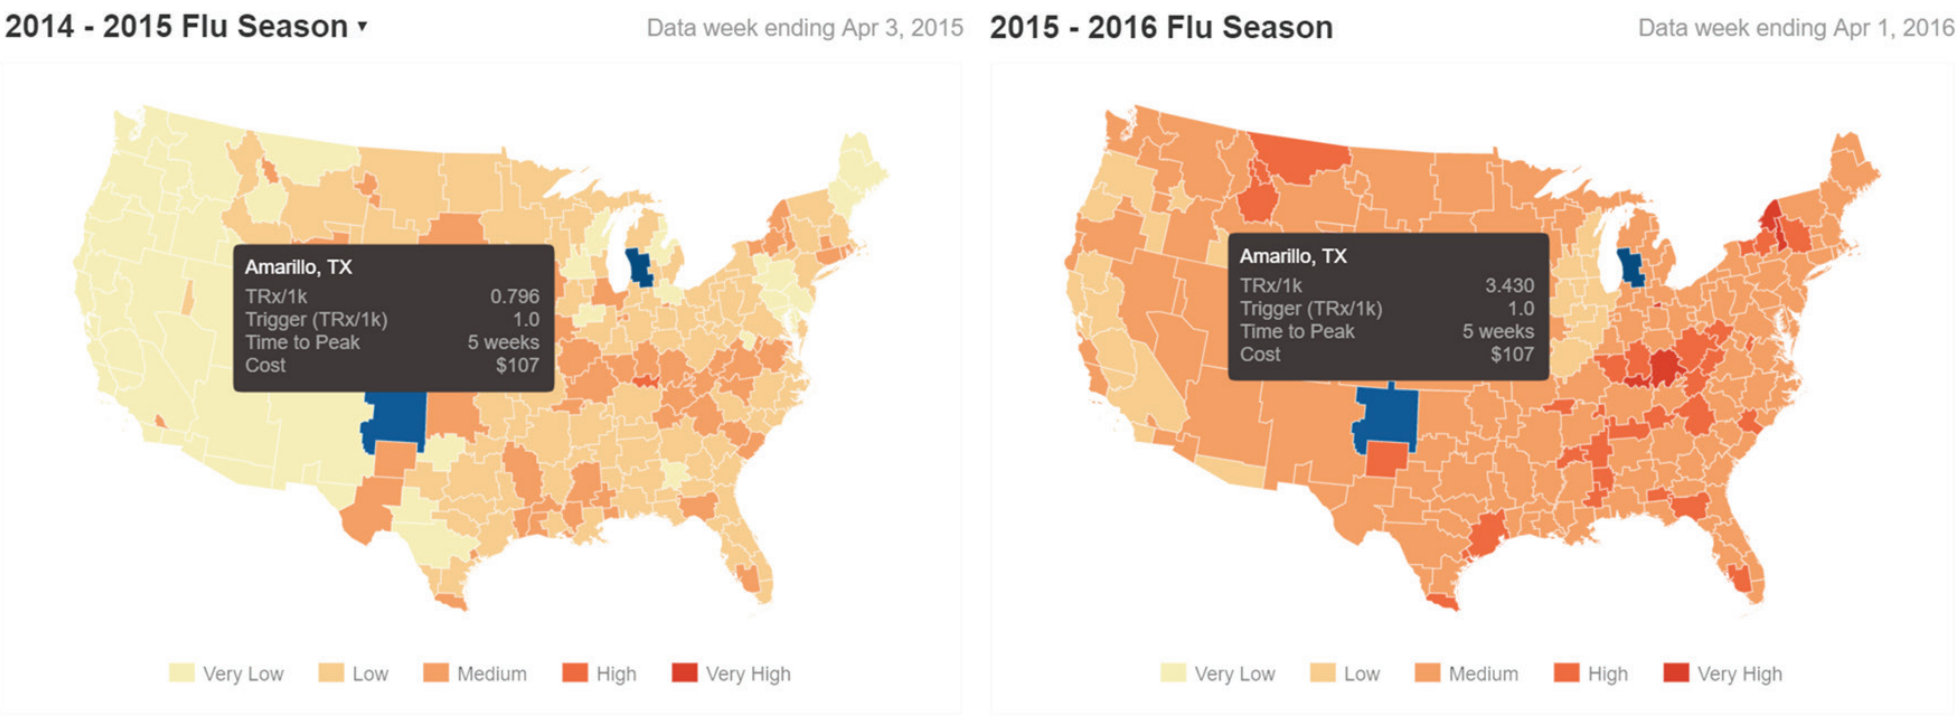 2014 - 2015 Flu Season ▾
Data week ending Apr 3, 2015
Amarillo, TX
TRx/1k 0.796
Trigger (TRx/1k) 1.0
Time to Peak 5 weeks
Cost $107
Very Low Low Medium High Very High
2015 - 2016 Flu Season
Data week ending Apr 1, 2016
Amarillo, TX
TRx/1k 3.430
Trigger (TRx/1k) 1.0
Time to Peak 5 weeks
Cost $107
Very Low Low Medium High Very High